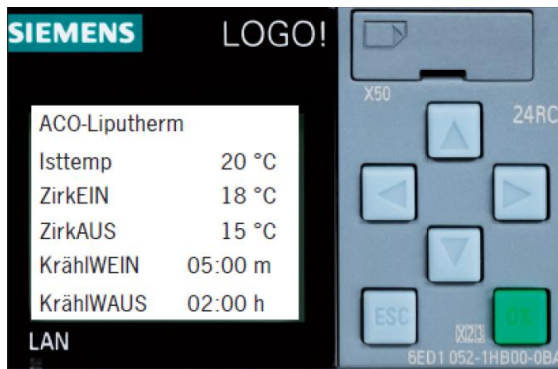 SIEMENS
LOGO!
X50
24RC
ACO-Liputherm
Isttemp 20 °C
ZirkEIN 18 °C
ZirkAUS 15 °C
KrählWEIN 05:00 m
KrählWAUS 02:00 h
ESC
OK
X23
LAN
6ED1 052-1HB00-0BA